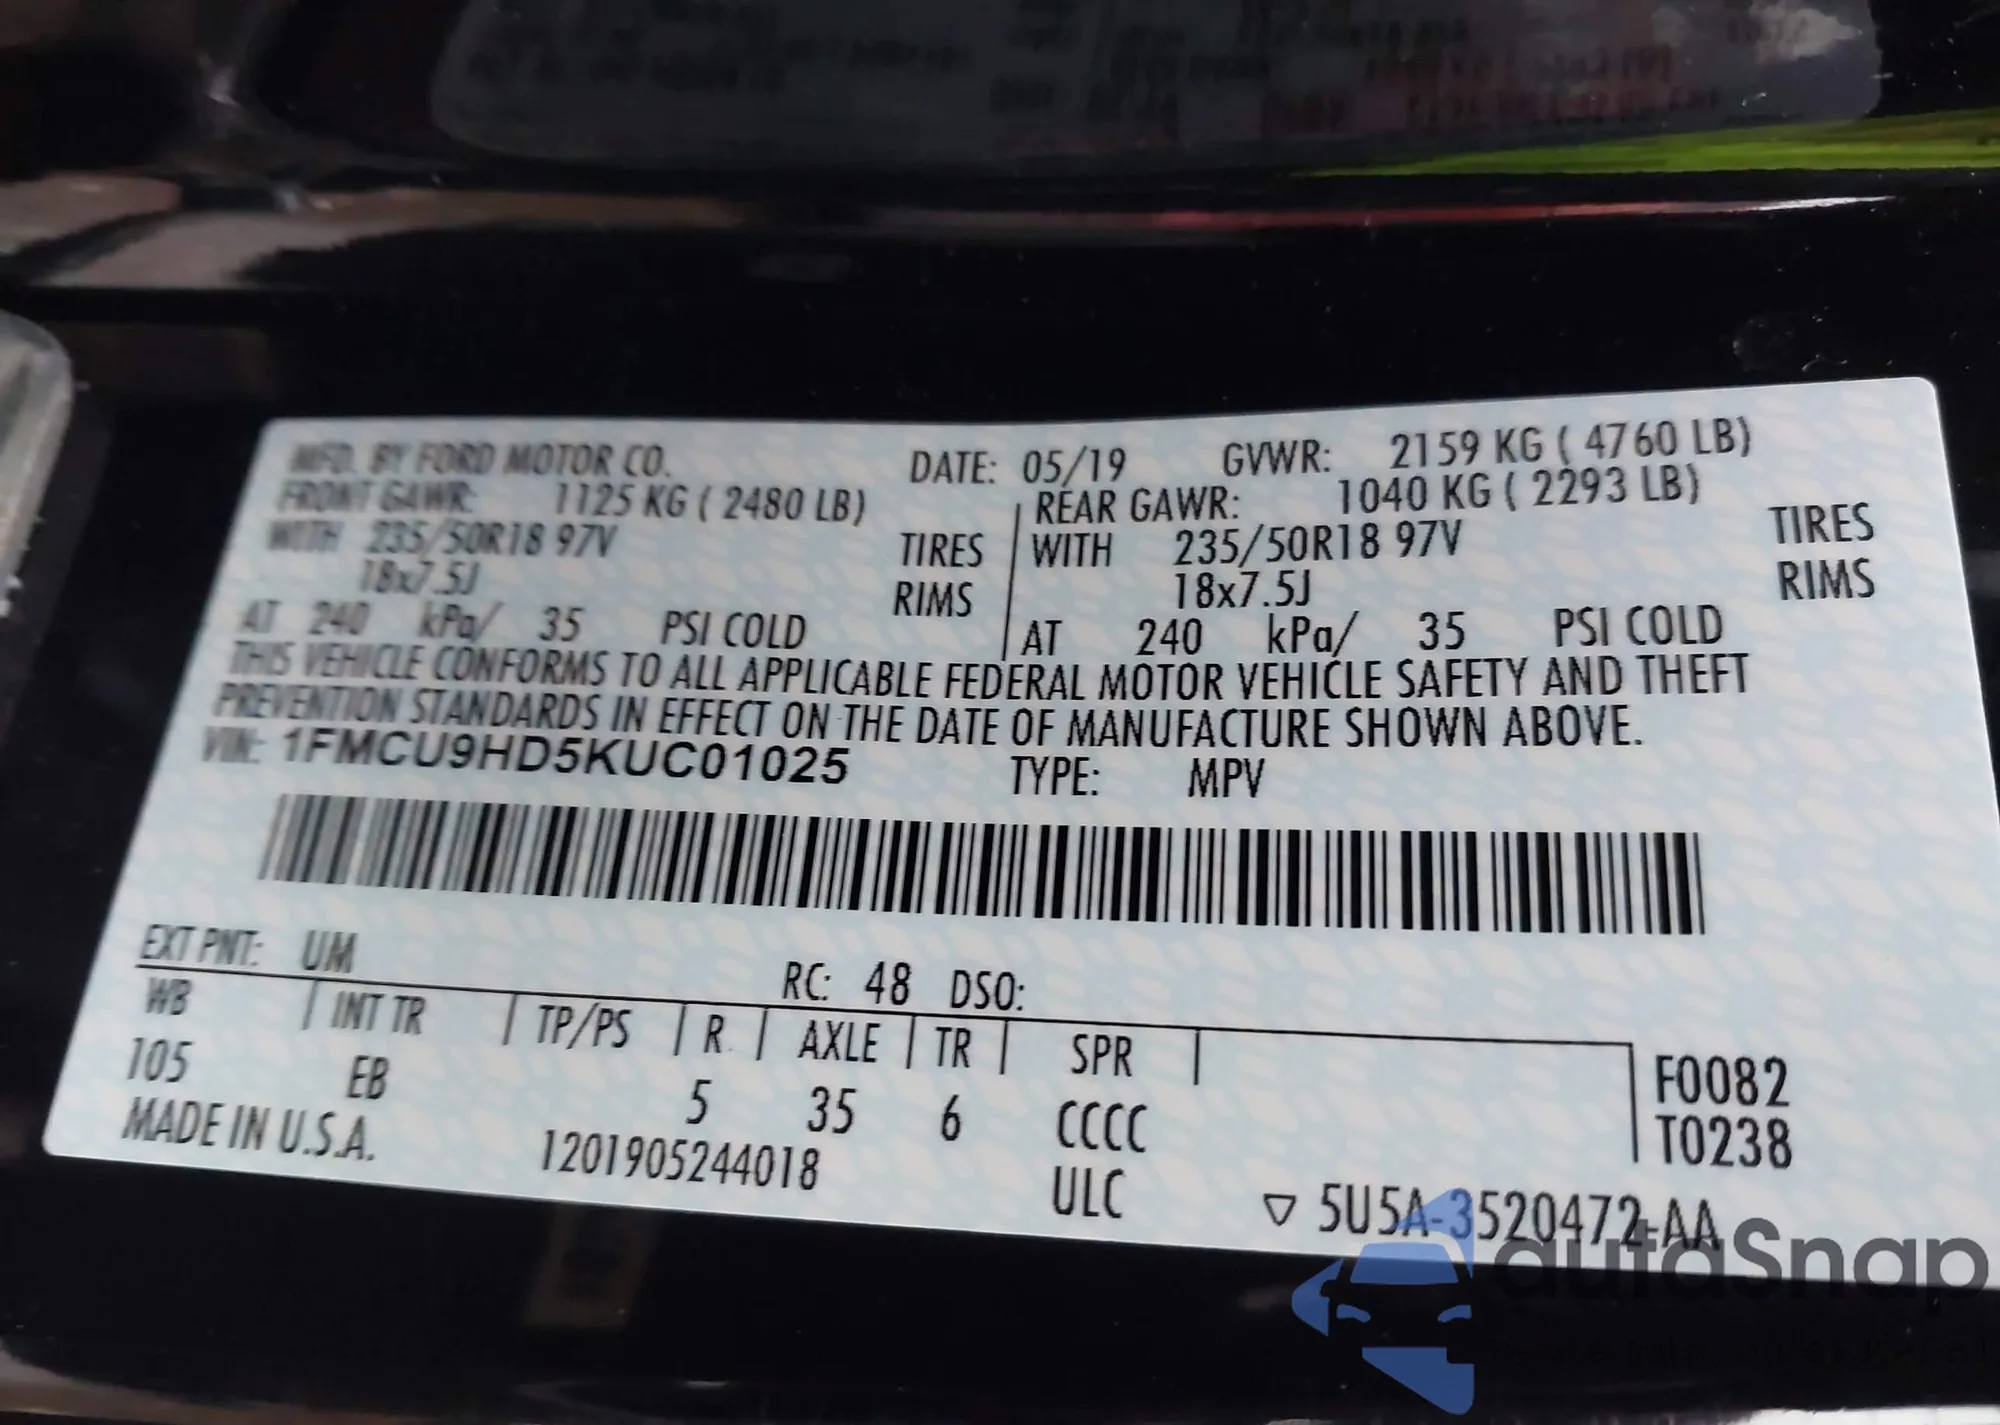 MFD. BY FORD MOTOR CO. DATE: 05/19 GVWR: 2159 KG ( 4760 LB)
FRONT GAWR: 1125 KG ( 2480 LB) REAR GAWR: 1040 KG ( 2293 LB)
WITH 235/50R18 97V TIRES WITH 235/50R18 97V TIRES
18x7.5J RIMS 18x7.5J RIMS
AT 240 kPa/ 35 PSI COLD AT 240 kPa/ 35 PSI COLD
THIS VEHICLE CONFORMS TO ALL APPLICABLE FEDERAL MOTOR VEHICLE SAFETY AND THEFT
PREVENTION STANDARDS IN EFFECT ON THE DATE OF MANUFACTURE SHOWN ABOVE.
VIN: 1FMCU9HD5KUC01025 TYPE: MPV
EXT PNT: UM RC: 48 DSO:
WB INT TR TP/PS R AXLE TR SPR
105 EB 5 35 6 CCCC F0082
MADE IN U.S.A. 1201905244018 ULC T0238
▽ 5U5A-3520472-AA
autoSnap